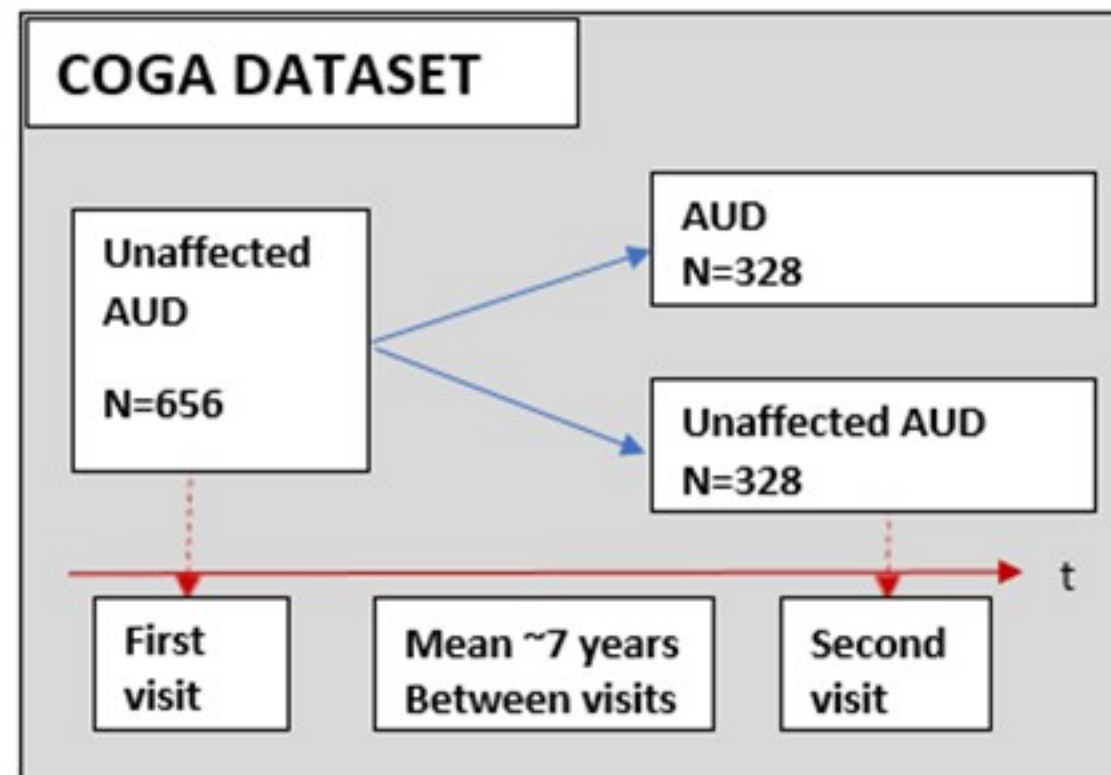 COGA DATASET
Unaffected
AUD
N=656
AUD
N=328
Unaffected AUD
N=328
t
First
visit
Mean ~7 years
Between visits
Second
visit